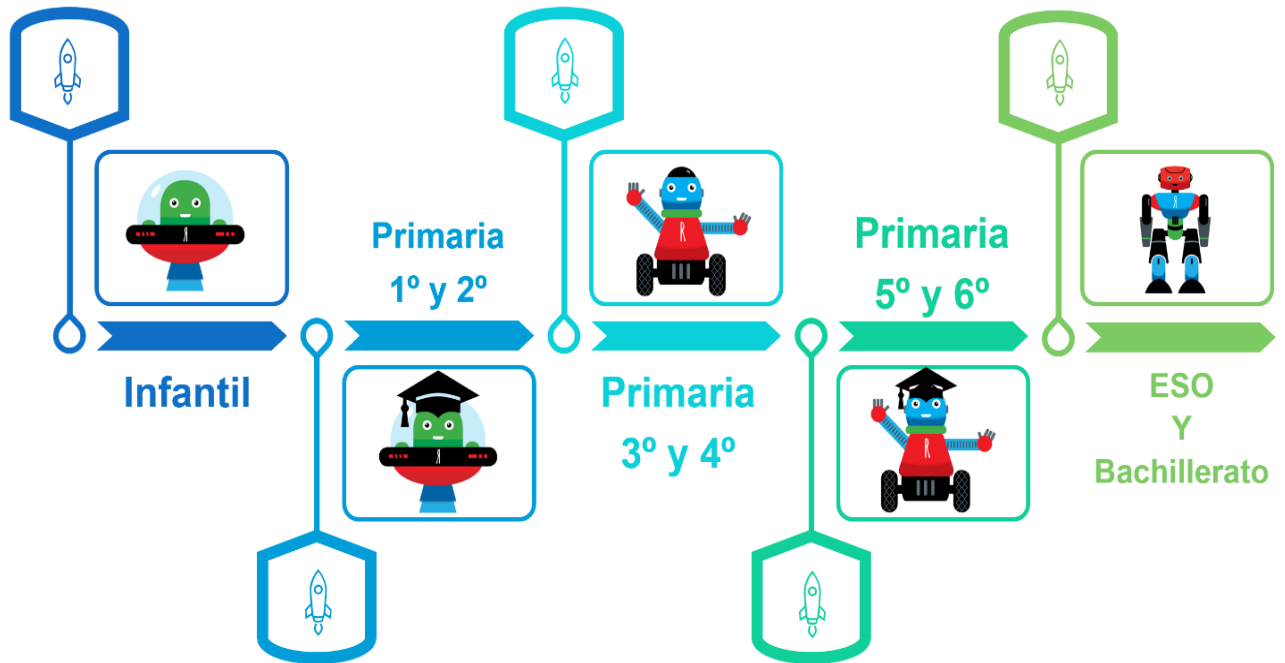 Infantil
Primaria
1º y 2º
Primaria
3º y 4º
Primaria
5º y 6º
ESO
Y
Bachillerato
Я
Я
R
R
Я